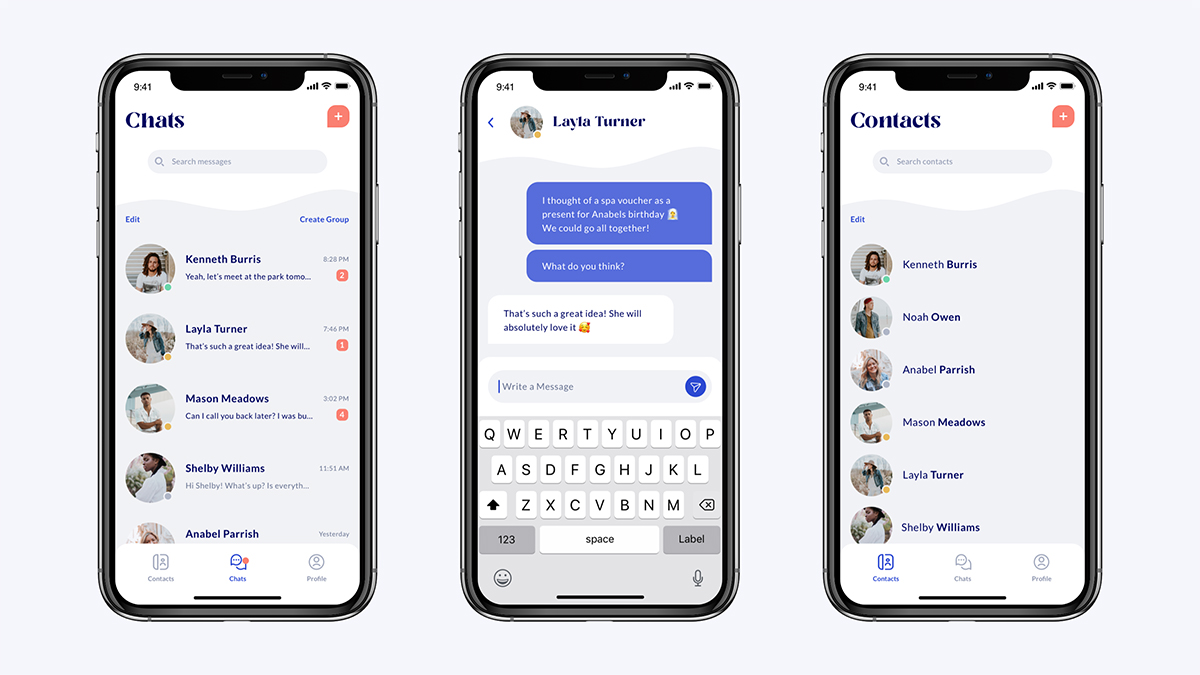 9:41
Chats
+
Search messages
Edit
Create Group
Kenneth Burris
8:28 PM
Yeah, let's meet at the park tomo...
2
Layla Turner
7:46 PM
That's such a great idea! She will...
1
Mason Meadows
3:02 PM
Can I call you back later? I was bu...
4
Shelby Williams
11:51 AM
Hi Shelby! What's up? Is everyth...
Anabel Parrish
Yesterday
Contacts
Chats
Profile
9:41
Layla Turner
I thought of a spa voucher as a
present for Anabels birthday 🧖‍♀️
We could go all together!
What do you think?
That's such a great idea! She will
absolutely love it 🥰
Write a Message
Q W E R T Y U I O P
A S D F G H J K L
Z X C V B N M
123
space
Label
9:41
Contacts
+
Search contacts
Edit
Kenneth Burris
Noah Owen
Anabel Parrish
Mason Meadows
Layla Turner
Shelby Williams
Contacts
Chats
Profile